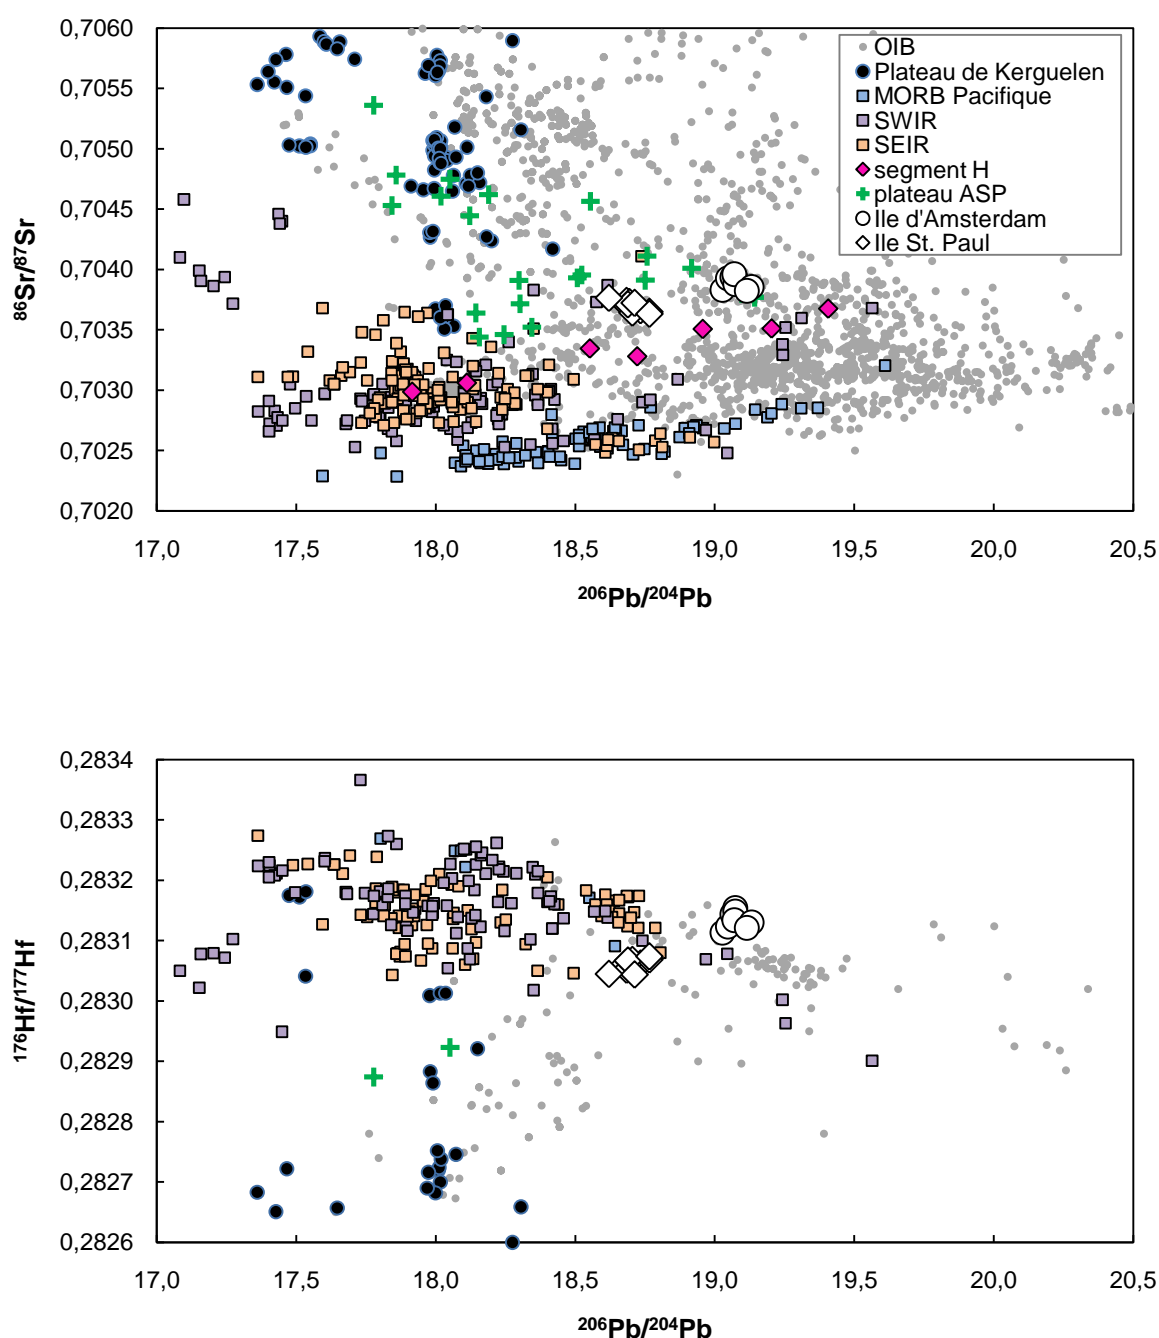 0,7060
0,7055
0,7050
0,7045
0,7040
0,7035
0,7030
0,7025
0,7020
86Sr/87Sr
OIB
Plateau de Kerguelen
MORB Pacifique
SWIR
SEIR
segment H
plateau ASP
Ile d'Amsterdam
Ile St. Paul
17,0 17,5 18,0 18,5 19,0 19,5 20,0 20,5
206Pb/204Pb
0,2834
0,2833
0,2832
0,2831
0,2830
0,2829
0,2828
0,2827
0,2826
176Hf/177Hf
17,0 17,5 18,0 18,5 19,0 19,5 20,0 20,5
206Pb/204Pb